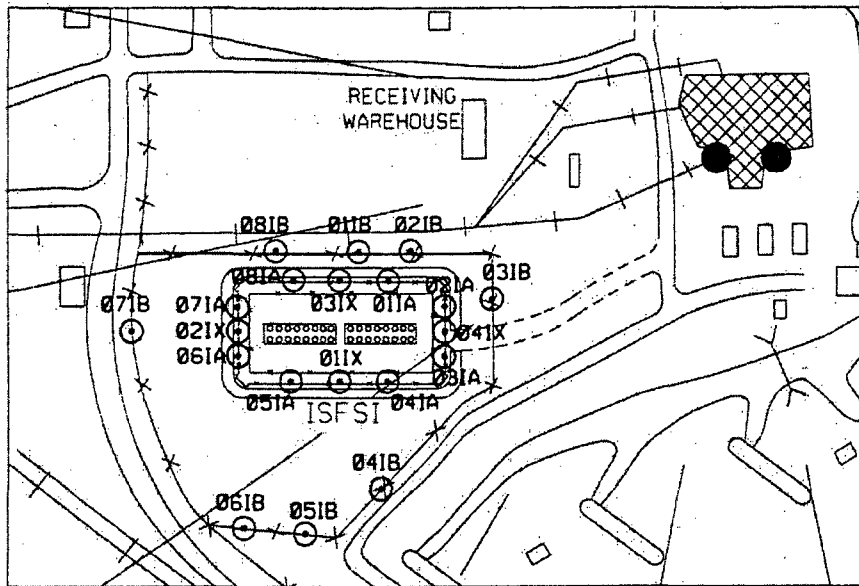 RECEIVING
WAREHOUSE
08IB
01IB
02IB
03IB
08IA
02IA
07IB
07IA
03IX
01IA
02IX
04IX
06IA
01IX
03IA
05IA
04IA
ISFSI
04IB
06IB
05IB